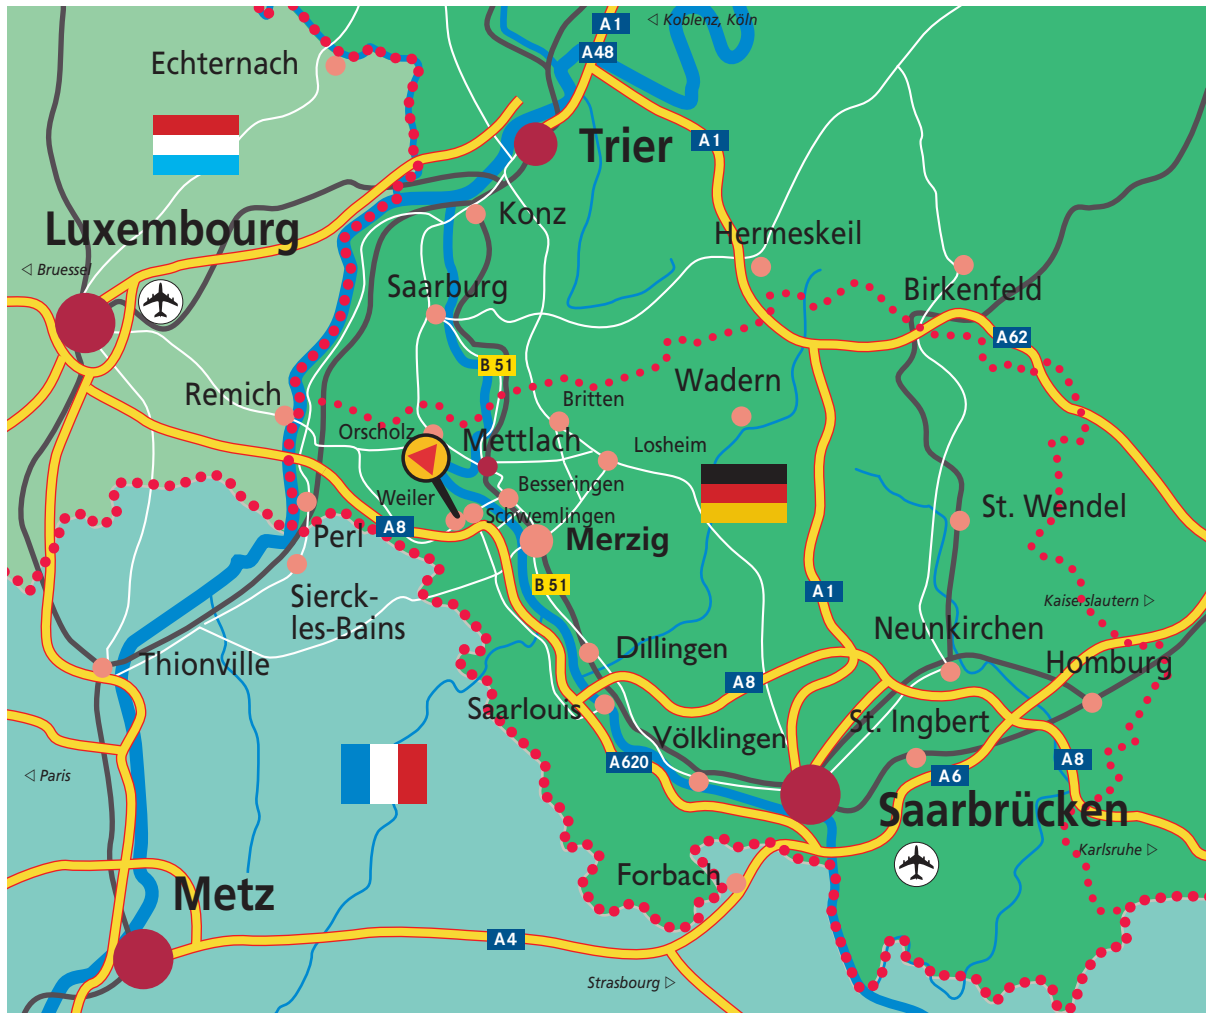 A1
◁ Koblenz, Köln
A48
Echternach
Trier
A1
Konz
Luxembourg
Hermeskeil
◁ Bruessel
Saarburg
Birkenfeld
A62
B 51
Wadern
Remich
Britten
Orscholz
Mettlach
Losheim
Besseringen
Weiler
Schwemlingen
St. Wendel
A8
Perl
Merzig
B 51
A1
Sierck-
les-Bains
Kaiserslautern ▷
Neunkirchen
Dillingen
Homburg
Thionville
A8
Saarlouis
St. Ingbert
Völklingen
A620
A8
◁ Paris
A6
Saarbrücken
Karlsruhe ▷
Forbach
Metz
A4
Strasbourg ▷